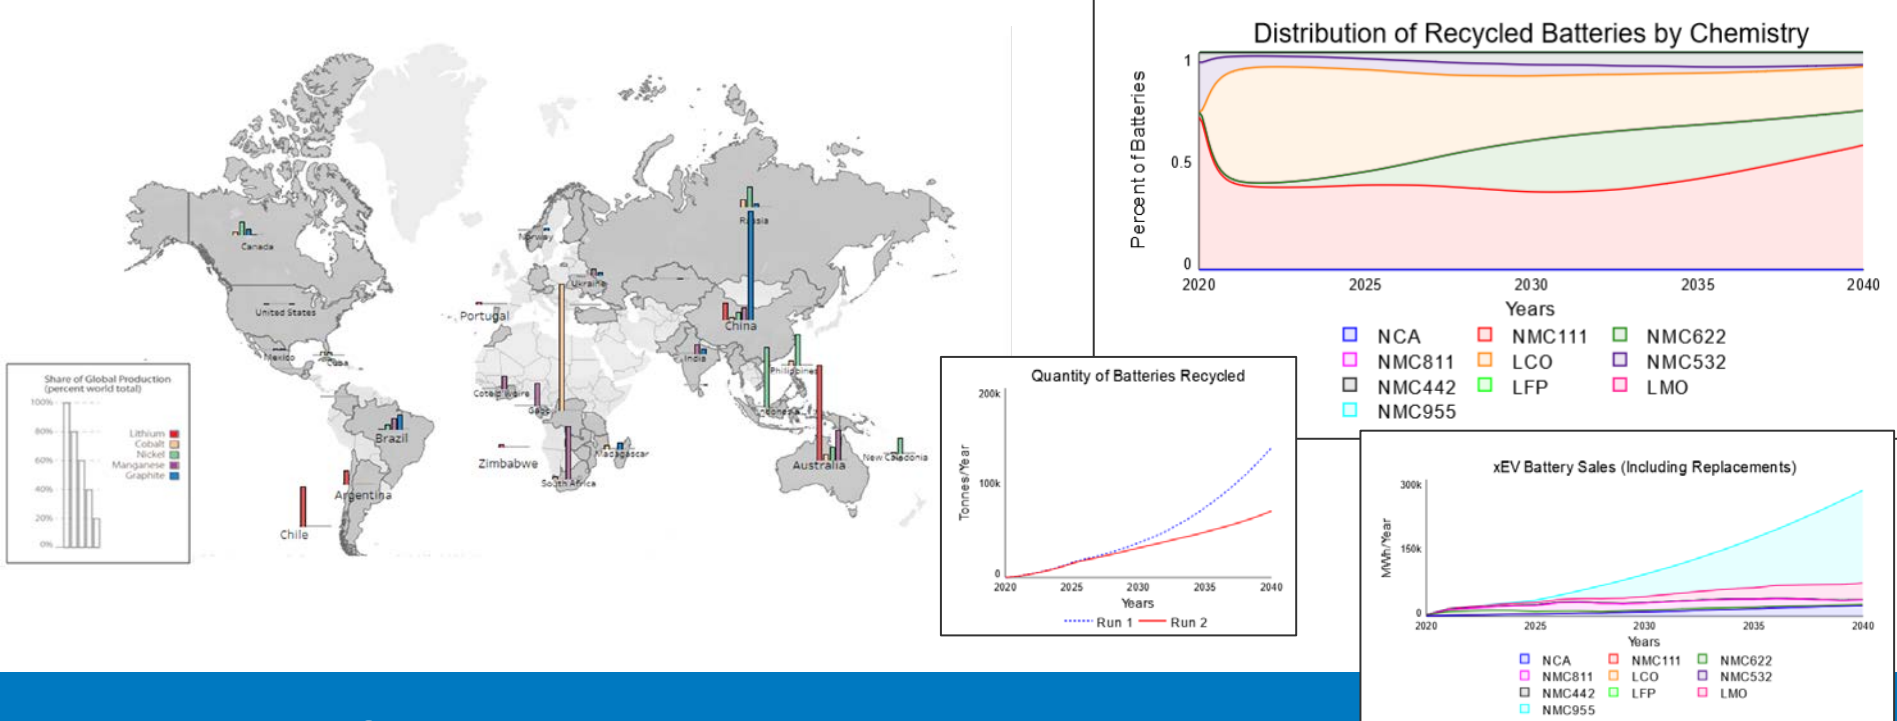 Canada
United States
Mexico
Cuba
Brazil
Argentina
Chile
Norway
Ukraine
Portugal
Cote d'Ivoire
Gabon
Zimbabwe
South Africa
Madagascar
Russia
China
India
Philippines
Indonesia
Australia
New Caledonia
Share of Global Production
(percent world total)
100%
80%
60%
40%
20%
0%
Lithium
Cobalt
Nickel
Manganese
Graphite
Distribution of Recycled Batteries by Chemistry
Percent of Batteries
1
0.5
0
2020 2025 2030 2035 2040
Years
NCA NMC111 NMC622
NMC811 LCO NMC532
NMC442 LFP LMO
NMC955
Quantity of Batteries Recycled
Tonnes/Year
200k
100k
0
2020 2025 2030 2035 2040
Years
Run 1 Run 2
xEV Battery Sales (Including Replacements)
MWh/Year
300k
150k
0
2020 2025 2030 2035 2040
Years
NCA NMC111 NMC622
NMC811 LCO NMC532
NMC442 LFP LMO
NMC955